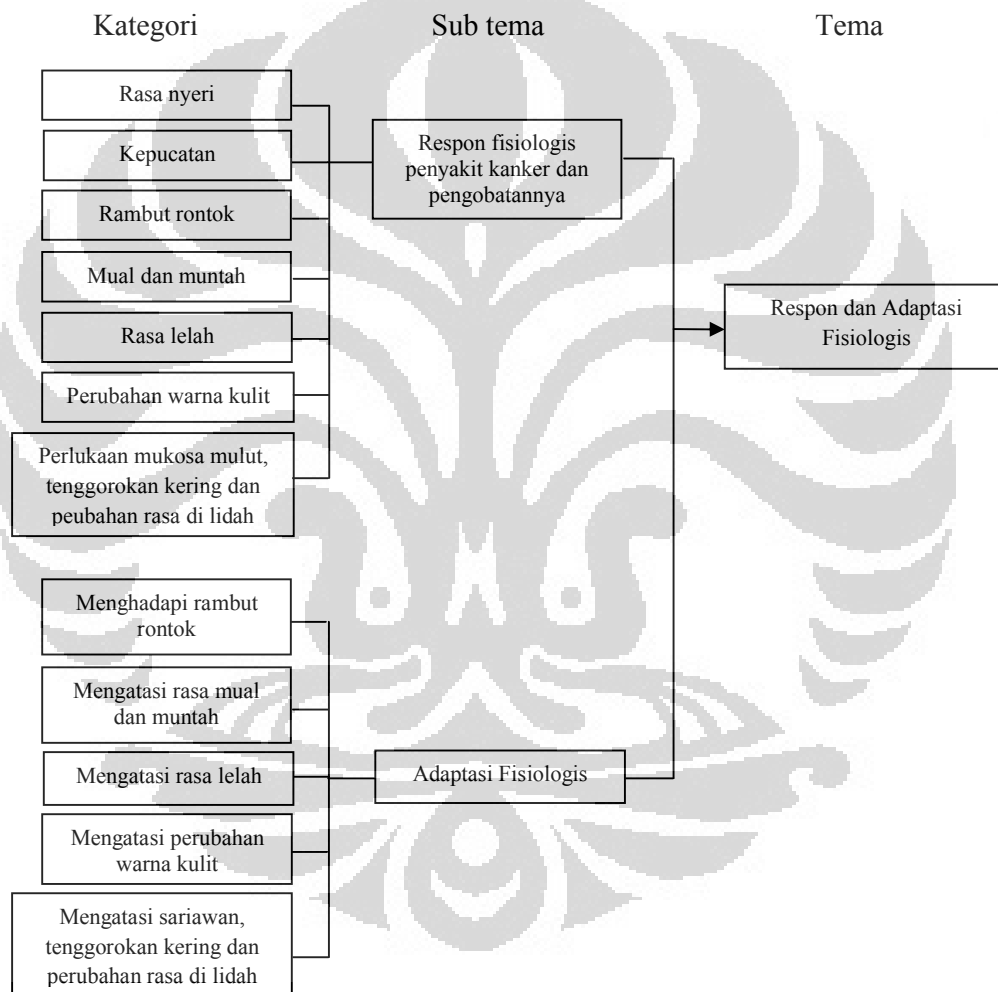 Kategori
Sub tema
Tema
Rasa nyeri
Kepucatan
Rambut rontok
Mual dan muntah
Rasa lelah
Perubahan warna kulit
Perlukaan mukosa mulut,
tenggorokan kering dan
peubahan rasa di lidah
Respon fisiologis
penyakit kanker dan
pengobatannya
Respon dan Adaptasi
Fisiologis
Menghadapi rambut
rontok
Mengatasi rasa mual
dan muntah
Mengatasi rasa lelah
Mengatasi perubahan
warna kulit
Mengatasi sariawan,
tenggorokan kering dan
perubahan rasa di lidah
Adaptasi Fisiologis